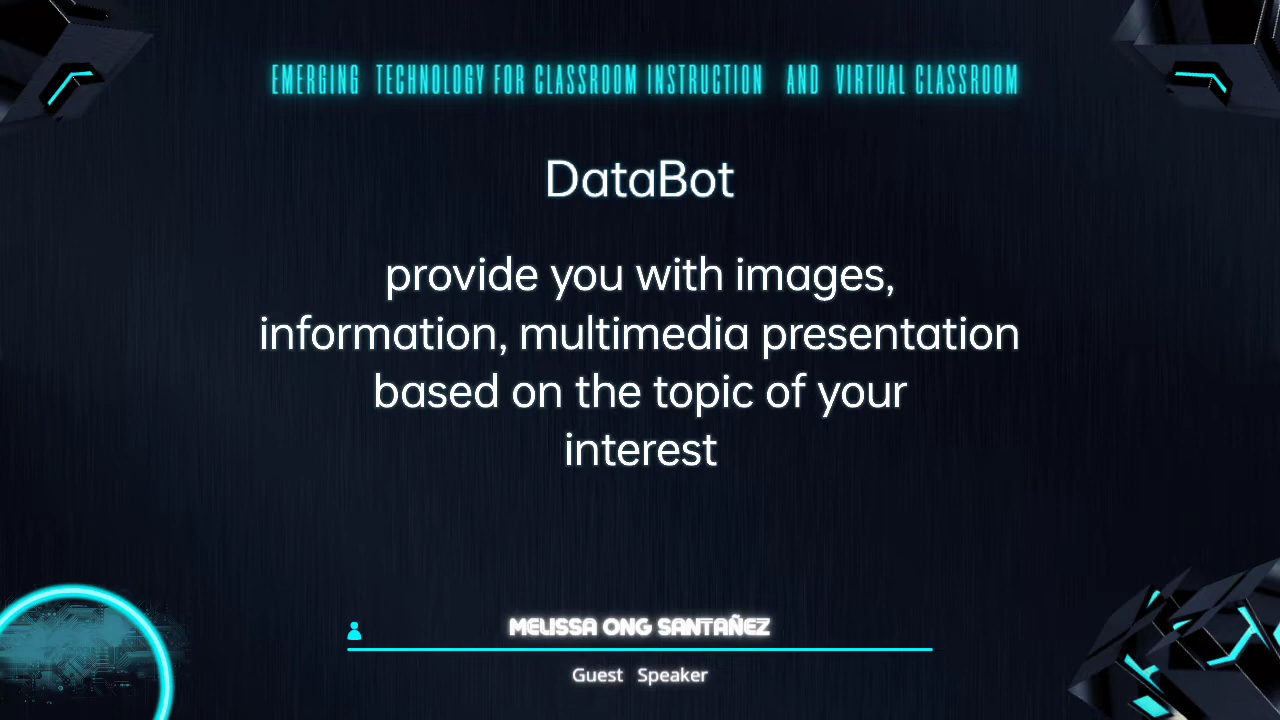 EMERGING TECHNOLOGY FOR CLASSROOM INSTRUCTION AND VIRTUAL CLASSROOM
DataBot
provide you with images,
information, multimedia presentation
based on the topic of your
interest
MELISSA ONG SANTAÑEZ
Guest Speaker